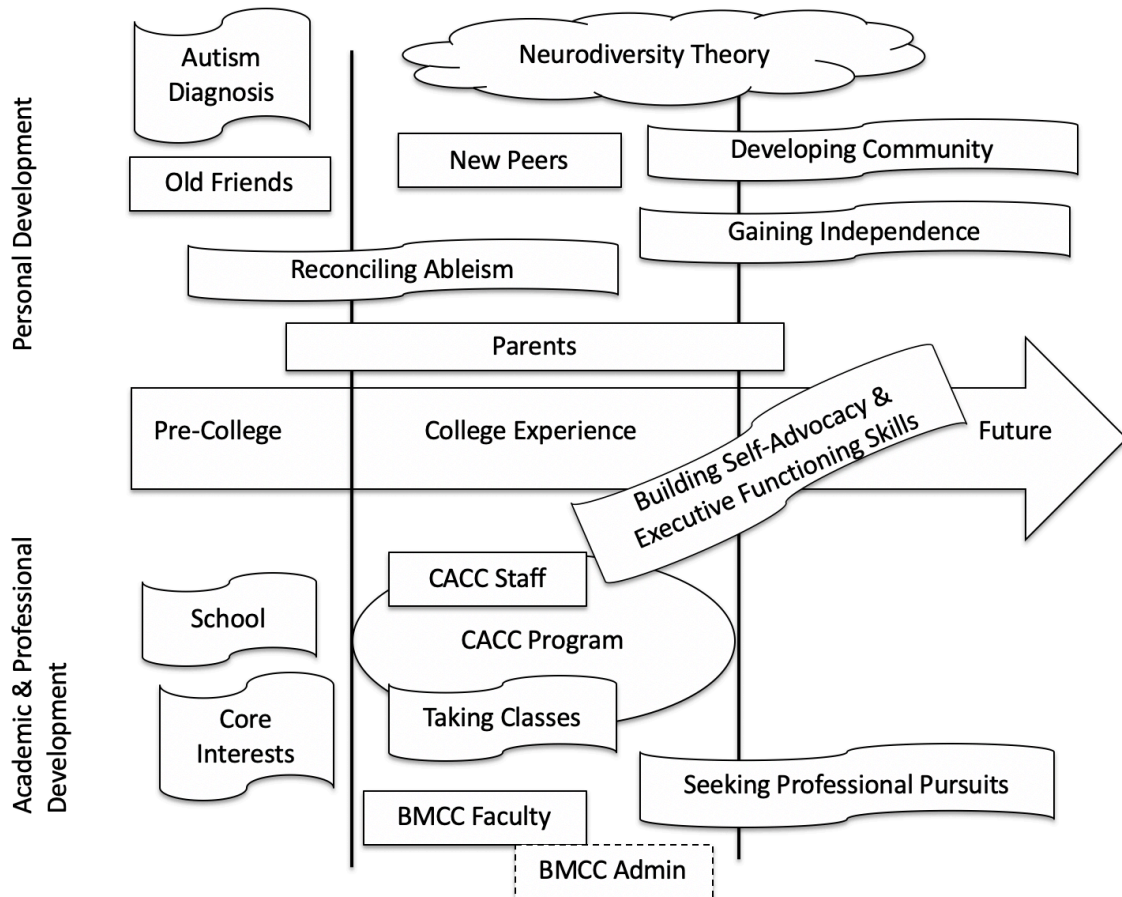 Autism
Diagnosis
Neurodiversity Theory
Personal Development
Old Friends
New Peers
Developing Community
Gaining Independence
Reconciling Ableism
Parents
Pre-College
College Experience
Building Self-Advocacy &
Executive Functioning Skills
Future
Academic & Professional
Development
School
CACC Staff
CACC Program
Core
Interests
Taking Classes
Seeking Professional Pursuits
BMCC Faculty
BMCC Admin